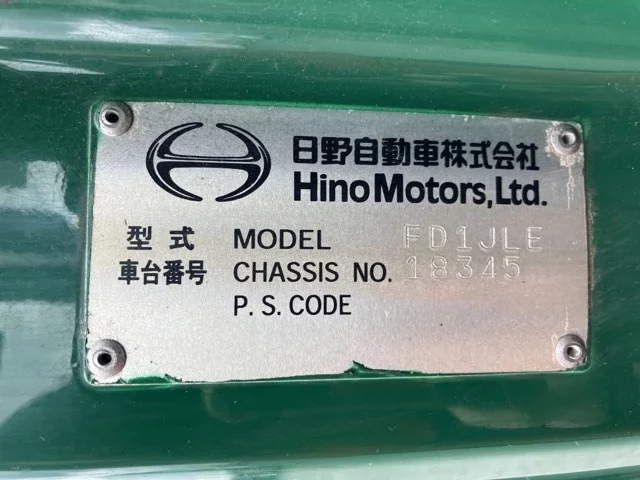 日野自動車株式会社
Hino Motors, Ltd.
型式 MODEL FD1JLE
車台番号 CHASSIS NO. 18345
P. S. CODE